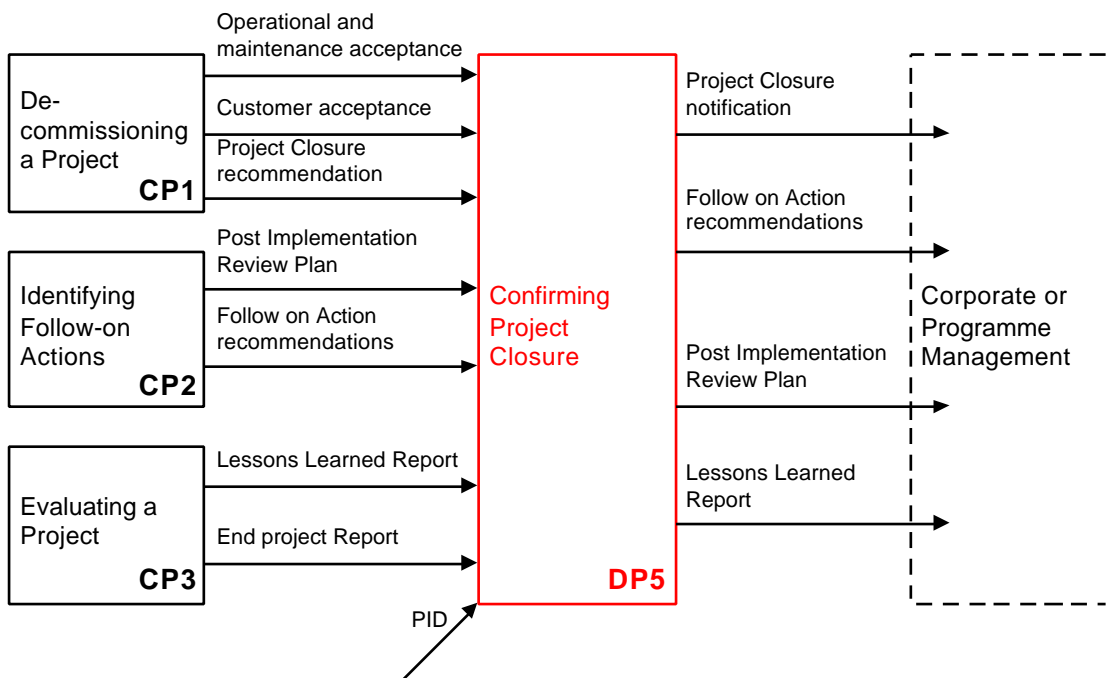 Operational and
maintenance acceptance
De-
commissioning
a Project
CP1
Customer acceptance
Project Closure
recommendation
Post Implementation
Review Plan
Identifying
Follow-on
Actions
CP2
Follow on Action
recommendations
Lessons Learned Report
Evaluating a
Project
CP3
End project Report
PID
Confirming
Project
Closure
DP5
Project Closure
notification
Follow on Action
recommendations
Post Implementation
Review Plan
Lessons Learned
Report
Corporate or
Programme
Management